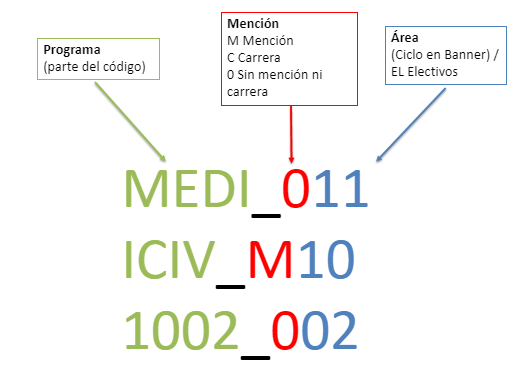 Programa
(parte del código)
Mención
M Mención
C Carrera
0 Sin mención ni
carrera
Área
(Ciclo en Banner) /
EL Electivos
MEDI_011
ICIV_M10
1002_002